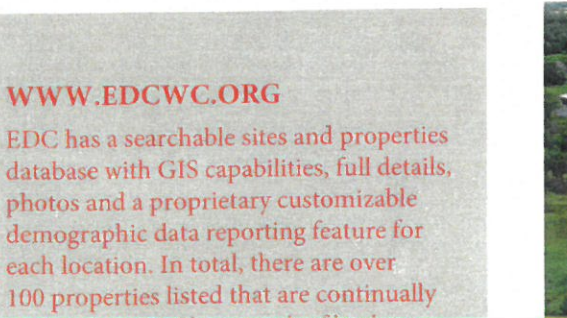 WWW.EDCWC.ORG
EDC has a searchable sites and properties
database with GIS capabilities, full details,
photos and a proprietary customizable
demographic data reporting feature for
each location. In total, there are over
100 properties listed that are continually